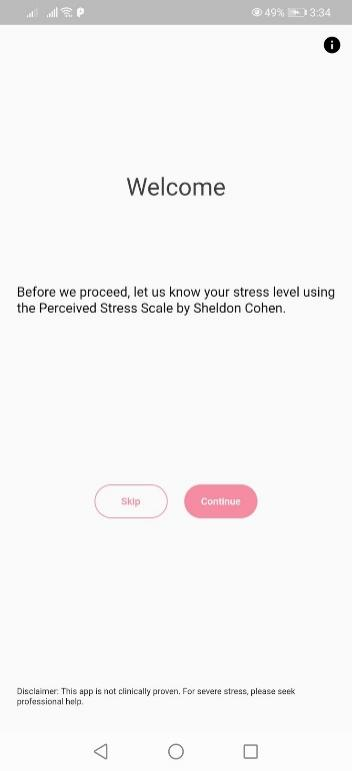 49% 3:34
Welcome
Before we proceed, let us know your stress level using
the Perceived Stress Scale by Sheldon Cohen.
Skip Continue
Disclaimer: This app is not clinically proven. For severe stress, please seek
professional help.